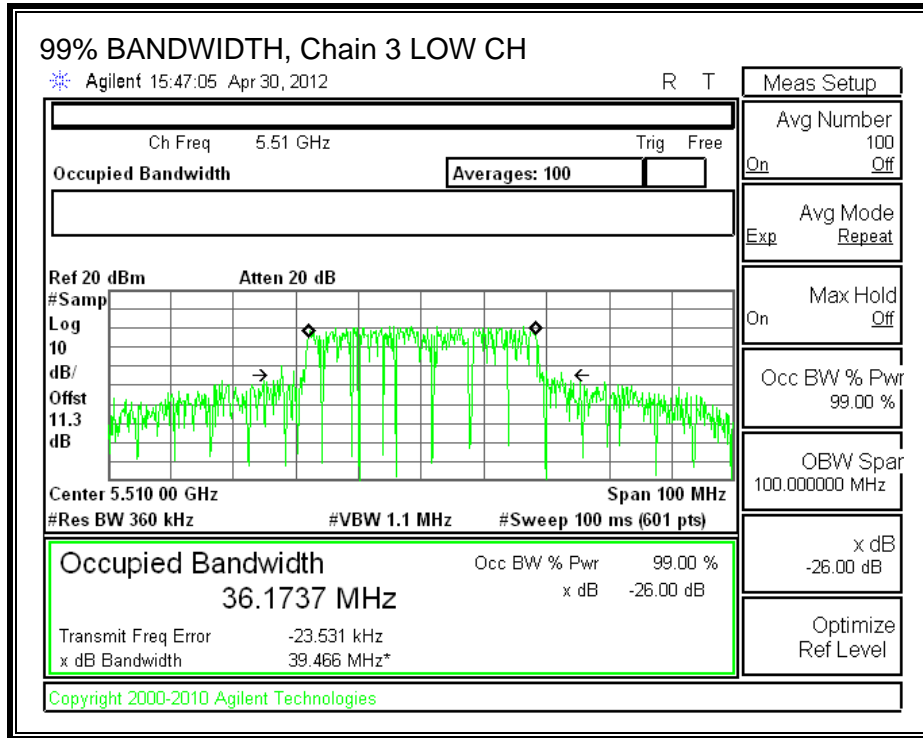 99% BANDWIDTH, Chain 3 LOW CH
Agilent 15:47:05 Apr 30, 2012 R T
Ch Freq 5.51 GHz Trig Free
Occupied Bandwidth Averages: 100
Ref 20 dBm Atten 20 dB
#Samp
Log
10
dB/
Offst
11.3
dB
Center 5.510 00 GHz Span 100 MHz
#Res BW 360 kHz #VBW 1.1 MHz #Sweep 100 ms (601 pts)
Occupied Bandwidth
36.1737 MHz
Occ BW % Pwr 99.00 %
x dB -26.00 dB
Transmit Freq Error -23.531 kHz
x dB Bandwidth 39.466 MHz*
Copyright 2000-2010 Agilent Technologies
Meas Setup
Avg Number
100
On Off
Avg Mode
Exp Repeat
Max Hold
On Off
Occ BW % Pwr
99.00 %
OBW Spar
100.000000 MHz
x dB
-26.00 dB
Optimize
Ref Level